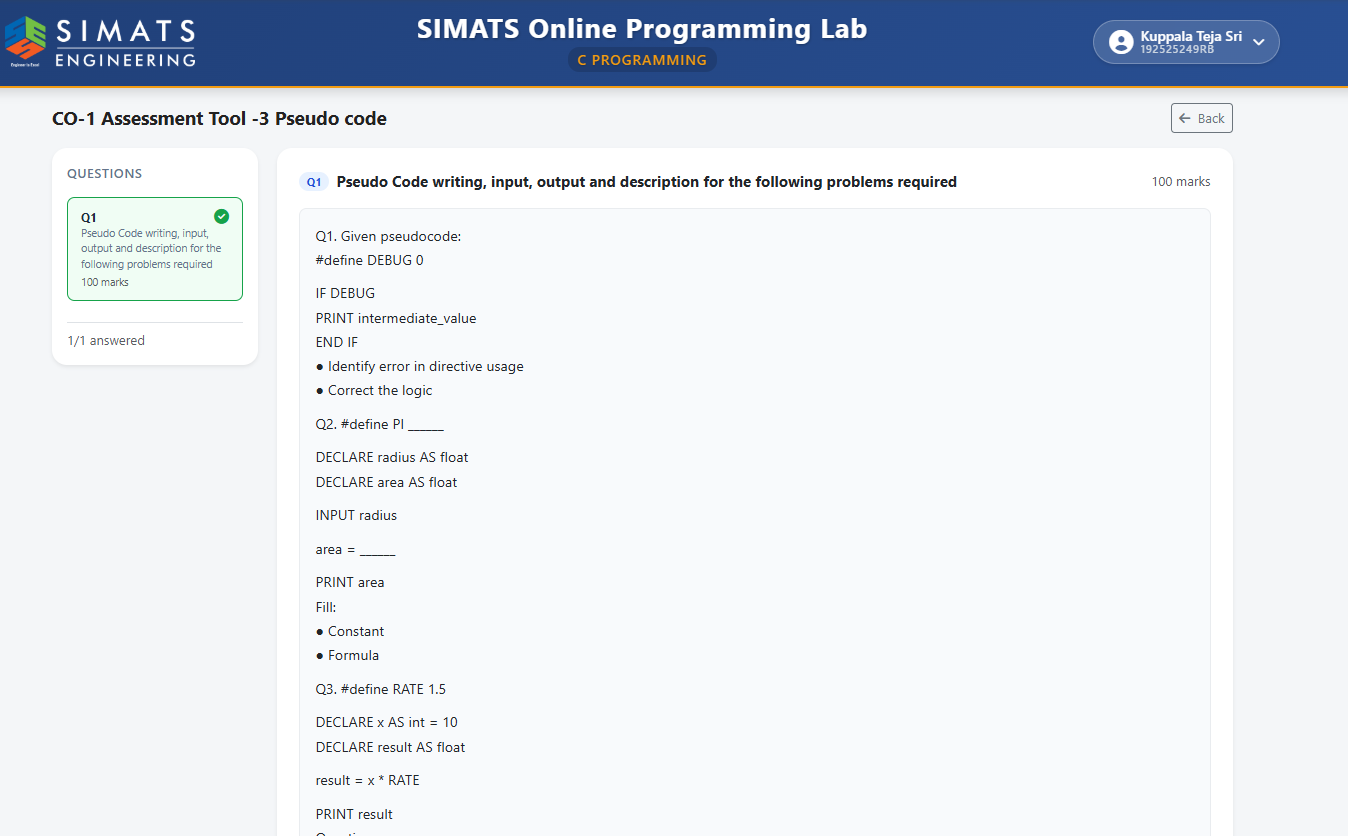 SIMATS
ENGINEERING
Engineer to Excel
SIMATS Online Programming Lab
C PROGRAMMING
Kuppala Teja Sri
192525249RB
CO-1 Assessment Tool -3 Pseudo code
← Back
QUESTIONS
Q1
Pseudo Code writing, input,
output and description for the
following problems required
100 marks
1/1 answered
Q1 Pseudo Code writing, input, output and description for the following problems required
100 marks
Q1. Given pseudocode:
#define DEBUG 0
IF DEBUG
PRINT intermediate_value
END IF
● Identify error in directive usage
● Correct the logic
Q2. #define PI ______
DECLARE radius AS float
DECLARE area AS float
INPUT radius
area = ______
PRINT area
Fill:
● Constant
● Formula
Q3. #define RATE 1.5
DECLARE x AS int = 10
DECLARE result AS float
result = x * RATE
PRINT result